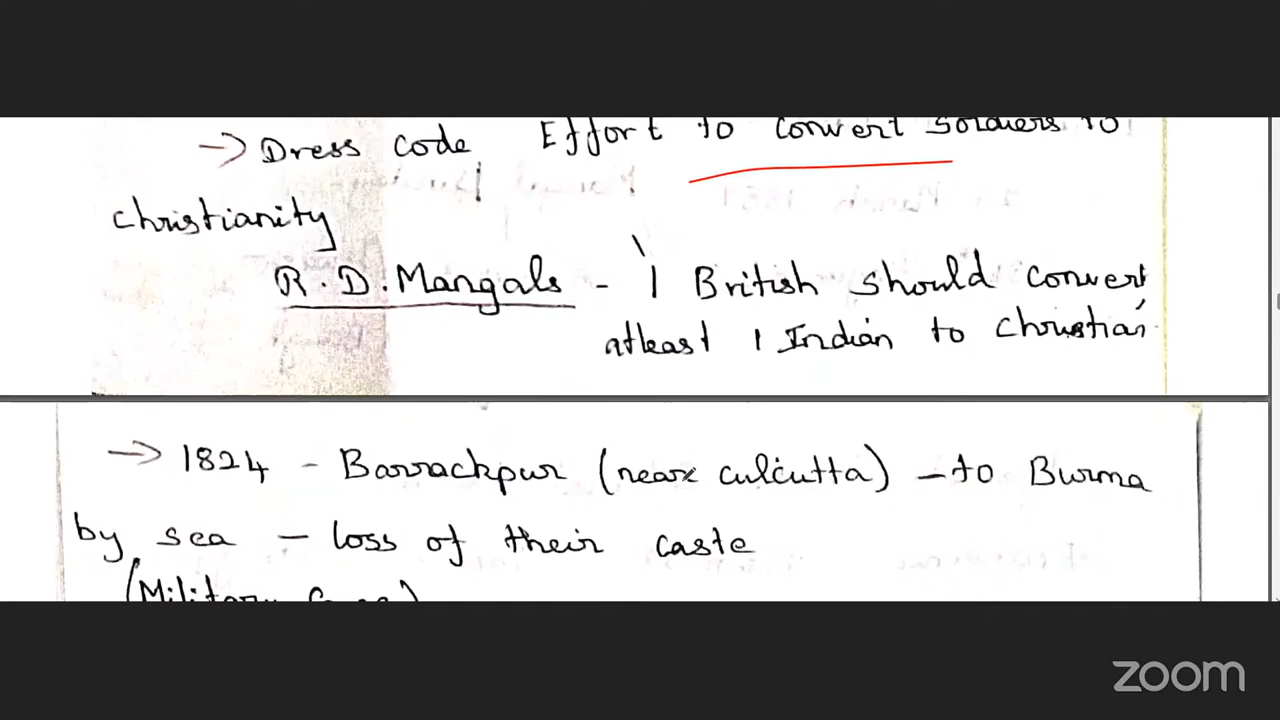 → Dress code Effort to convert soldiers to
christianity
R.D. Mangals - 1 British should convert
atleast 1 Indian to christian
→ 1824 - Barrackpur (near culcutta) - to Burma
by sea - loss of their caste
(Military
zoom